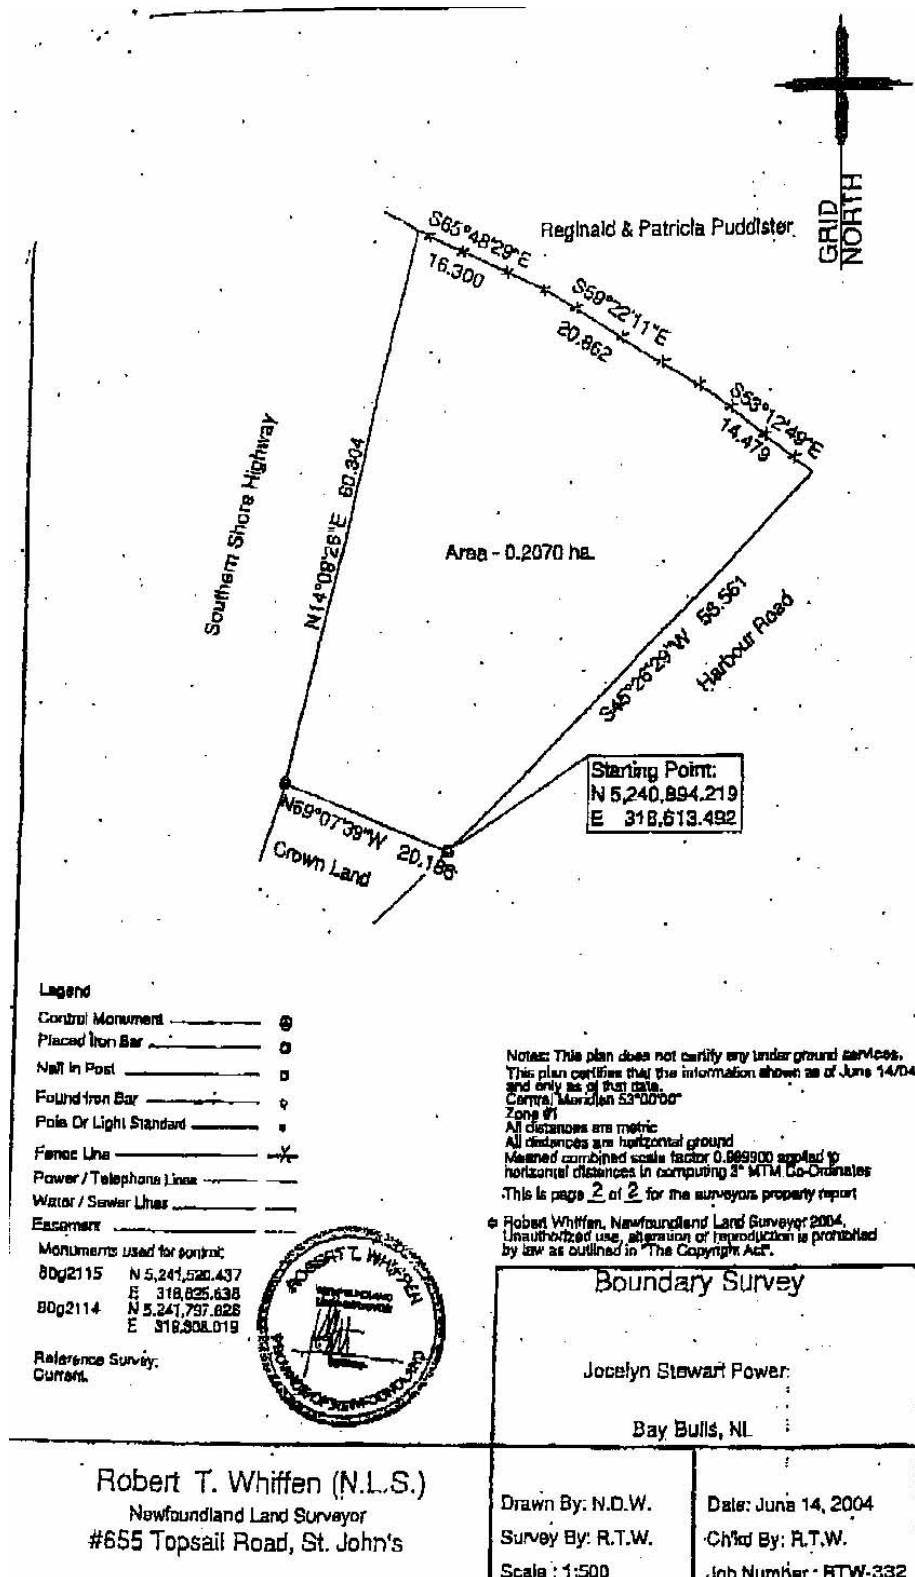 GRID
NORTH
Reginald & Patricia Puddister
S65°48'29"E
16.300
S59°22'11"E
20.862
S53°12'49"E
14.479
Southern Shore Highway
N14°08'26"E 60.304
Area - 0.2070 ha.
S45°26'29"W 58.561
Harbour Road
Starting Point:
N 5,240,894.219
E 318,613.492
N69°07'39"W 20.186
Crown Land
Legend
Control Monument
Placed Iron Bar
Nail In Post
Found Iron Bar
Pole Or Light Standard
Fence Line
Power / Telephone Lines
Water / Sewer Lines
Easement
Monuments used for control:
80g2115 N 5,241,520.437
E 318,825.638
80g2114 N 5,241,797.828
E 318,908.019
Reference Survey:
Current.
ROBERT T. WHIFFEN
Notes: This plan does not certify any under ground services.
This plan certifies that the information shown as of June 14/04
and only as of that date.
Central Meridian 53°00'00"
Zone #1
All distances are metric
All distances are horizontal ground
Meaned combined scale factor 0.999900 applied to
horizontal distances in computing 3° MTM Co-Ordinates
This is page 2 of 2 for the surveyors property report
© Robert Whiffen, Newfoundland Land Surveyor 2004,
Unauthorized use, alteration or reproduction is prohibited
by law as outlined in "The Copyright Act".
Boundary Survey
Jocelyn Stewart Power
Bay Bulls, NL
Robert T. Whiffen (N.L.S.)
Newfoundland Land Surveyor
#655 Topsail Road, St. John's
Drawn By: N.D.W.
Survey By: R.T.W.
Scale : 1:500
Date: June 14, 2004
Ch'kd By: R.T.W.
Job Number : RTW-332